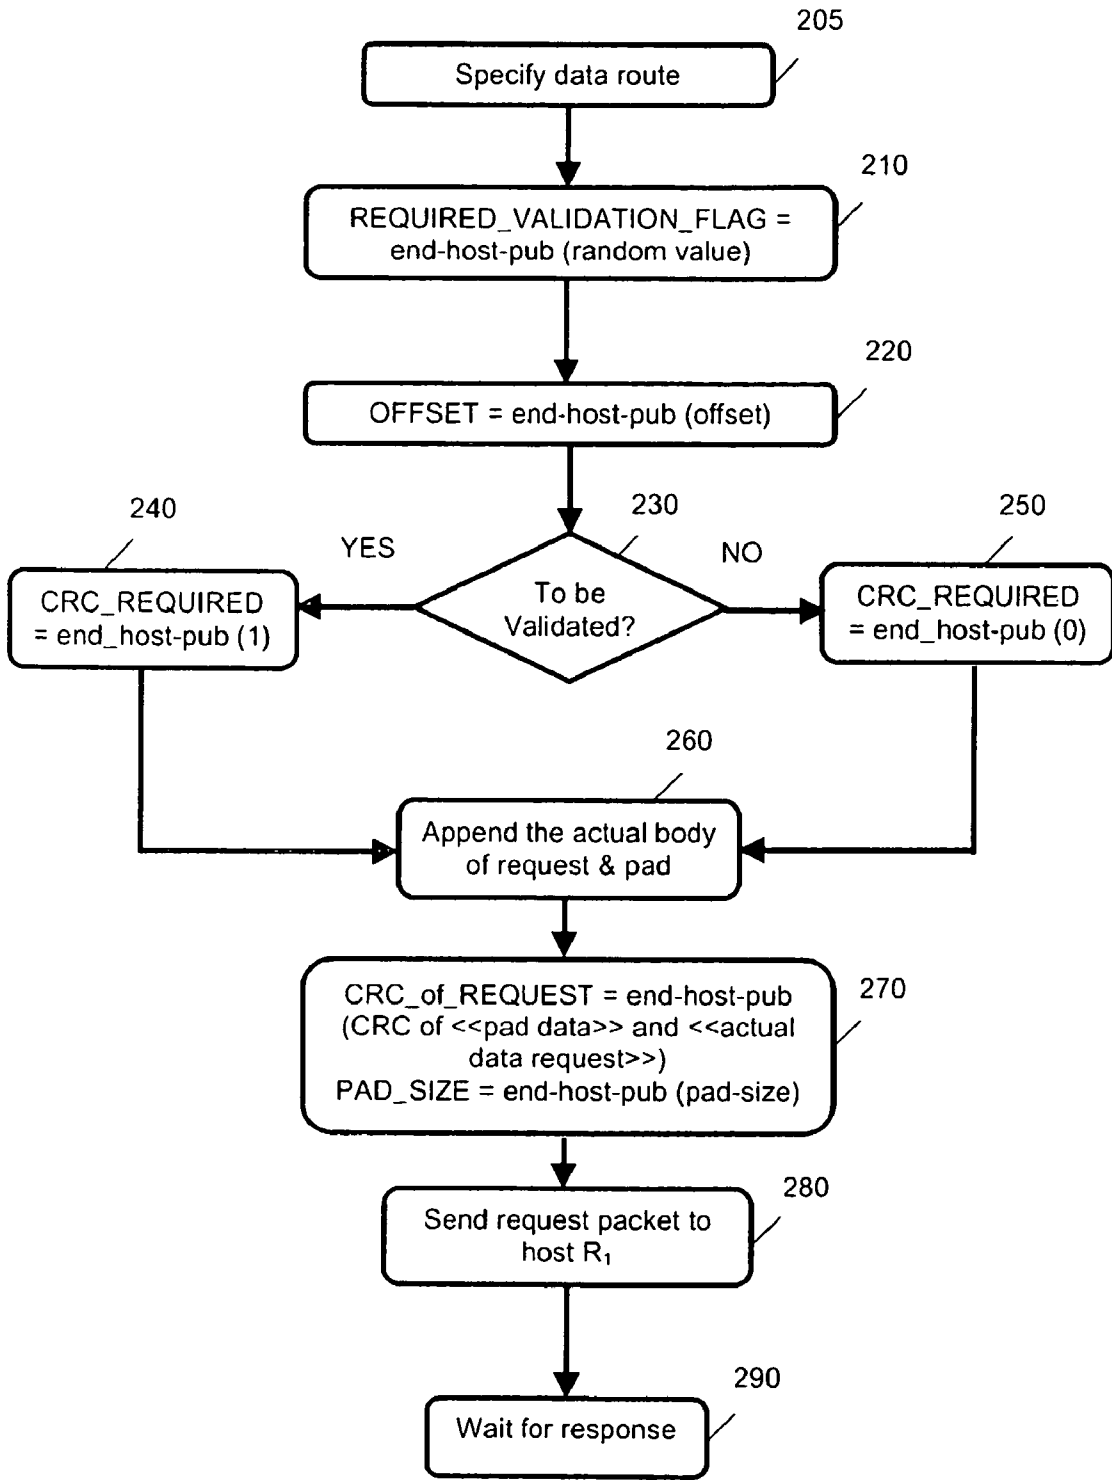 205
Specify data route
210
REQUIRED_VALIDATION_FLAG =
end-host-pub (random value)
220
OFFSET = end-host-pub (offset)
230
240
250
YES
NO
To be
Validated?
CRC_REQUIRED
= end_host-pub (1)
CRC_REQUIRED
= end_host-pub (0)
260
Append the actual body
of request & pad
270
CRC_of_REQUEST = end-host-pub
(CRC of <<pad data>> and <<actual
data request>>)
PAD_SIZE = end-host-pub (pad-size)
280
Send request packet to
host R₁
290
Wait for response